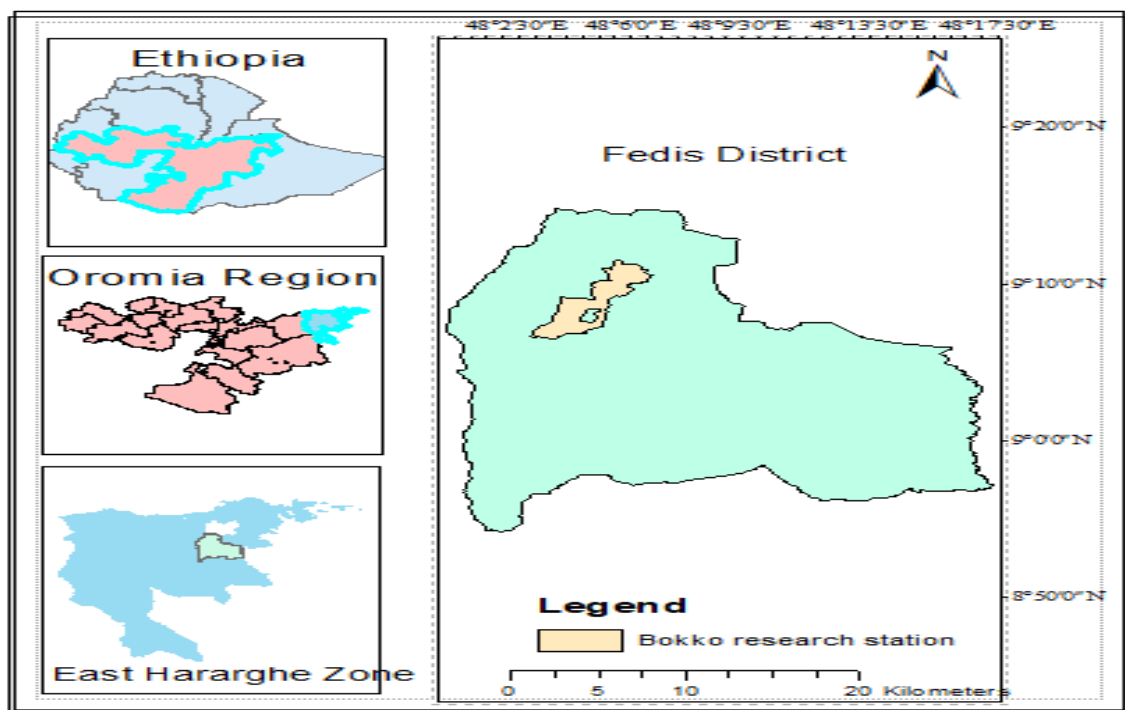 48°2'30"E 48°6'0"E 48°9'30"E 48°13'30"E 48°17'30"E
Ethiopia
N
9°20'0"N
Fedis District
Oromia Region
9°10'0"N
9°0'0"N
8°50'0"N
Legend
Bokko research station
East Hararghe Zone
0 5 10 20 Kilometers